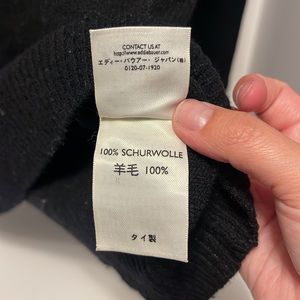 CONTACT US AT
http://www.eddiebauer.com
エディー・バウアー・ジャパン(株)
0120-07-1920
100% SCHURWOLLE
羊毛 100%
タイ製